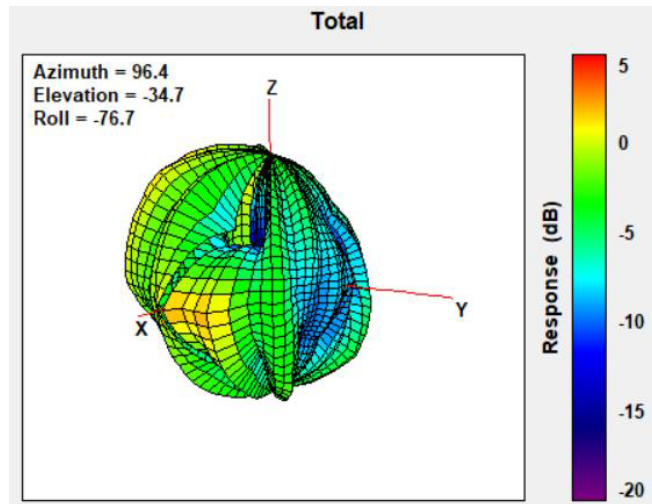 Total
Azimuth = 96.4
Elevation = -34.7
Roll = -76.7
Z
X
Y
Response (dB)
5
0
-5
-10
-15
-20